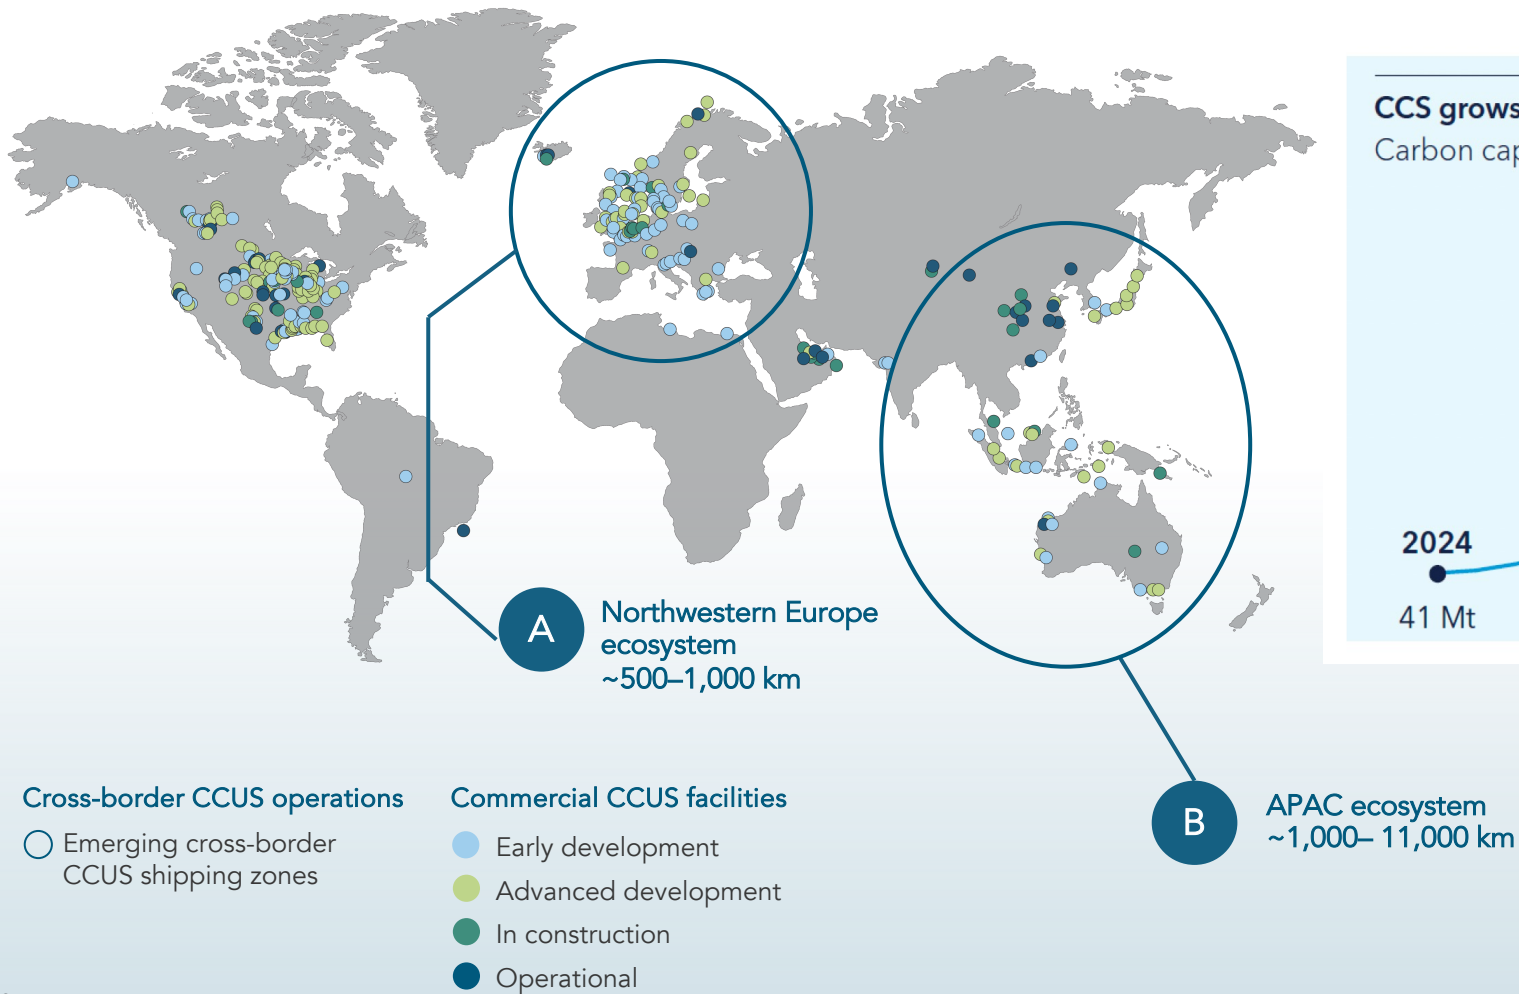 CCS grows
Carbon cap
2024
41 Mt
A
Northwestern Europe
ecosystem
~500–1,000 km
B
APAC ecosystem
~1,000– 11,000 km
Cross-border CCUS operations
Emerging cross-border
CCUS shipping zones
Commercial CCUS facilities
Early development
Advanced development
In construction
Operational